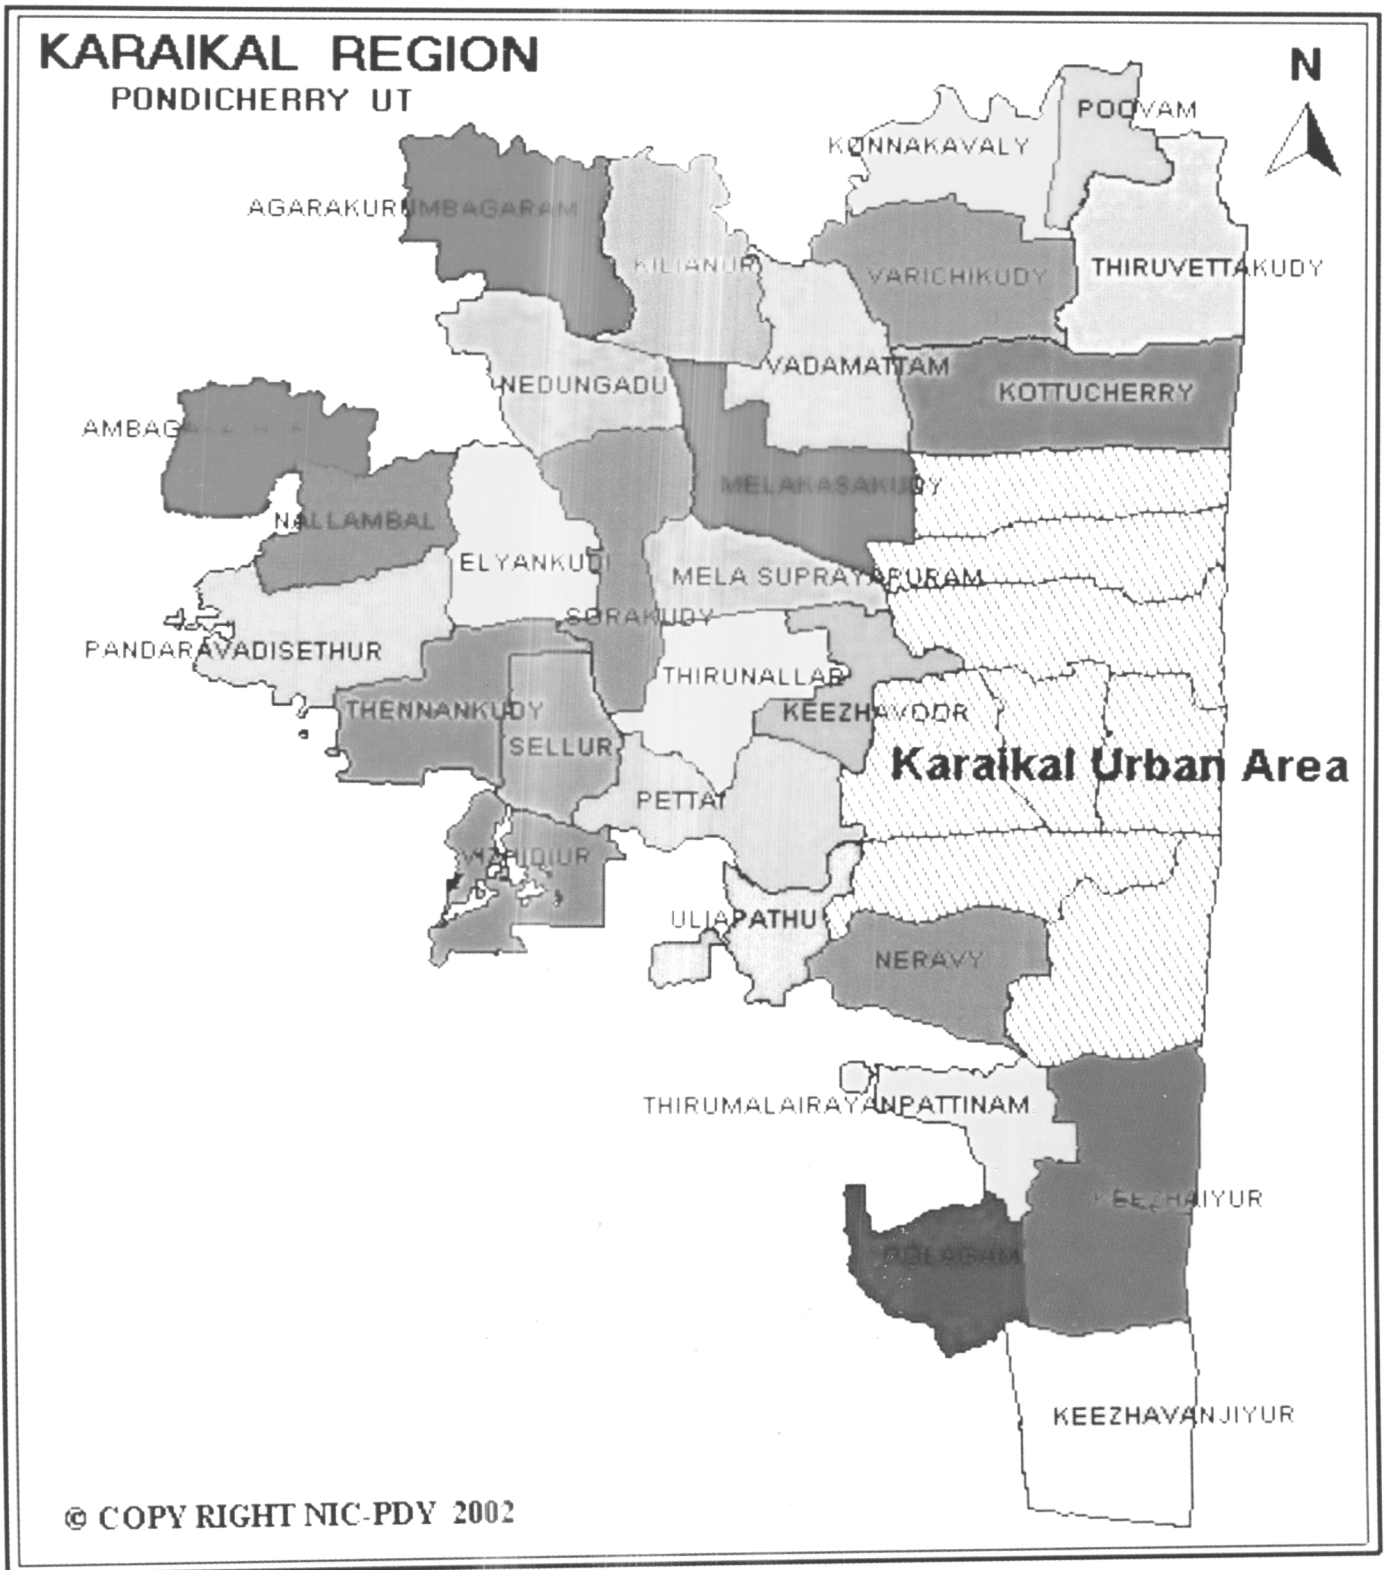 KARAIKAL REGION
PONDICHERRY UT
N
POOVAM
KONNAKAVALY
AGARAKURUMBAGARAM
KILIANUR
VARICHIKUDY
THIRUVETTAKUDY
VADAMATTAM
NEDUNGADU
KOTTUCHERRY
MELAKASAKUDY
NALLAMBAL
ELYANKUDI
MELA SUPRAYAPURAM
SORAKUDY
PANDARAVADISETHUR
THIRUNALLAR
THENNANKUDY
KEEZHAVOOR
SELLUR
Karaikal Urban Area
PETTAI
VIZHIDIUR
ULIAPATHU
NERAVY
THIRUMALAIRAYANPATTINAM
KEEZHAIYUR
POLAGAM
KEEZHAVANJIYUR
© COPY RIGHT NIC-PDY 2002